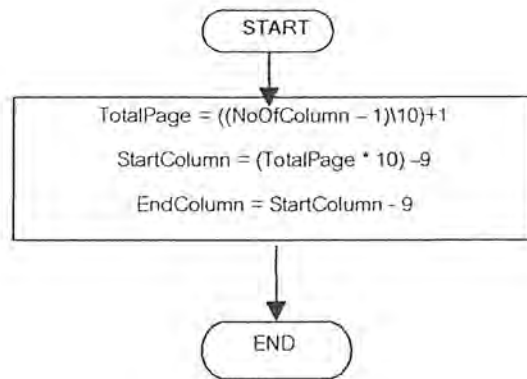 START
TotalPage = ((NoOfColumn – 1)\10)+1
StartColumn = (TotalPage * 10) –9
EndColumn = StartColumn - 9
END